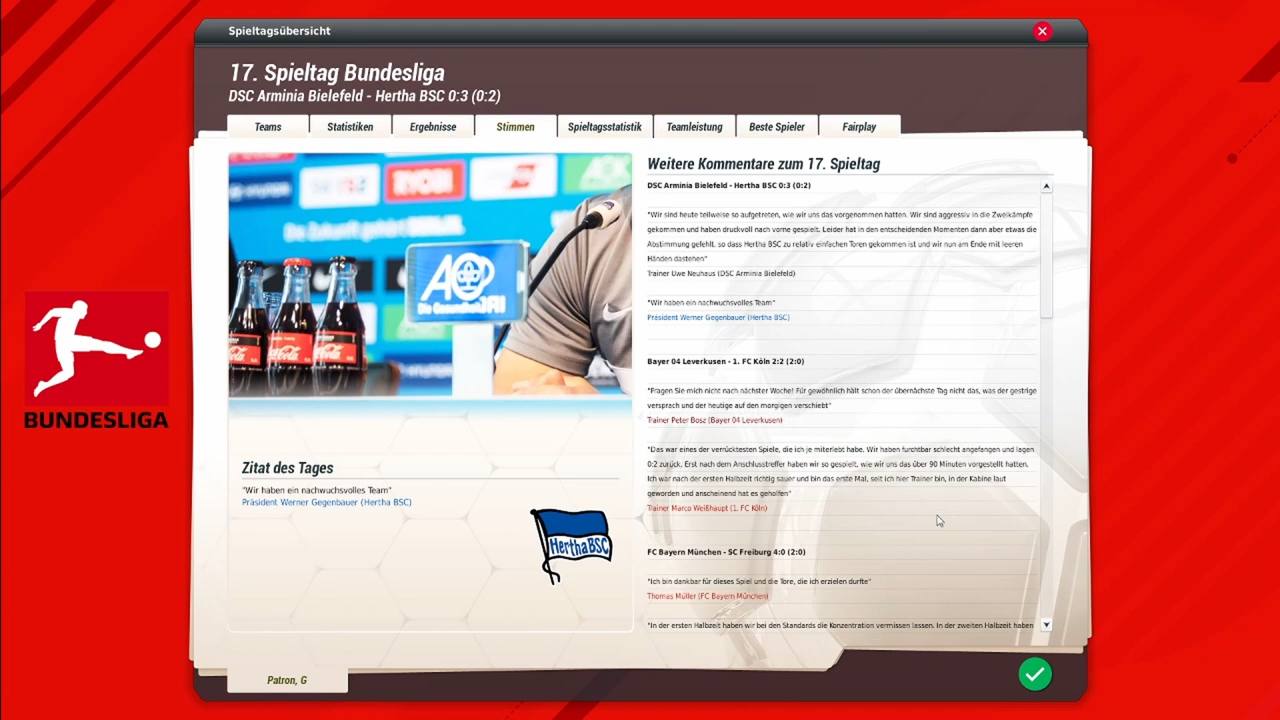 Spieltagsübersicht
17. Spieltag Bundesliga
DSC Arminia Bielefeld - Hertha BSC 0:3 (0:2)
Teams
Statistiken
Ergebnisse
Stimmen
Spieltagsstatistik
Teamleistung
Beste Spieler
Fairplay
RYOBI
AOK
Die Zukunft gehört
AOK
Die Gesundheit
Coca-Cola
BUNDESLIGA
Zitat des Tages
"Wir haben ein nachwuchsvolles Team"
Präsident Werner Gegenbauer (Hertha BSC)
Hertha BSC
Weitere Kommentare zum 17. Spieltag
DSC Arminia Bielefeld - Hertha BSC 0:3 (0:2)
"Wir sind heute teilweise so aufgetreten, wie wir uns das vorgenommen hatten. Wir sind aggressiv in die Zweikämpfe
gekommen und haben druckvoll nach vorne gespielt. Leider hat in den entscheidenden Momenten dann aber etwas die
Abstimmung gefehlt, so dass Hertha BSC zu relativ einfachen Toren gekommen ist und wir nun am Ende mit leeren
Händen dastehen"
Trainer Uwe Neuhaus (DSC Arminia Bielefeld)
"Wir haben ein nachwuchsvolles Team"
Präsident Werner Gegenbauer (Hertha BSC)
Bayer 04 Leverkusen - 1. FC Köln 2:2 (2:0)
"Fragen Sie mich nicht nach nächster Woche! Für gewöhnlich hält schon der übernächste Tag nicht das, was der gestrige
versprach und der heutige auf den morgigen verschiebt"
Trainer Peter Bosz (Bayer 04 Leverkusen)
"Das war eines der verrücktesten Spiele, die ich je miterlebt habe. Wir haben furchtbar schlecht angefangen und lagen
0:2 zurück. Erst nach dem Anschlusstreffer haben wir so gespielt, wie wir uns das über 90 Minuten vorgestellt hatten.
Ich war nach der ersten Halbzeit richtig sauer und bin das erste Mal, seit ich hier Trainer bin, in der Kabine laut
geworden und anscheinend hat es geholfen"
Trainer Marco Weißhaupt (1. FC Köln)
FC Bayern München - SC Freiburg 4:0 (2:0)
"Ich bin dankbar für dieses Spiel und die Tore, die ich erzielen durfte"
Thomas Müller (FC Bayern München)
"In der ersten Halbzeit haben wir bei den Standards die Konzentration vermissen lassen. In der zweiten Halbzeit haben
Patron, G